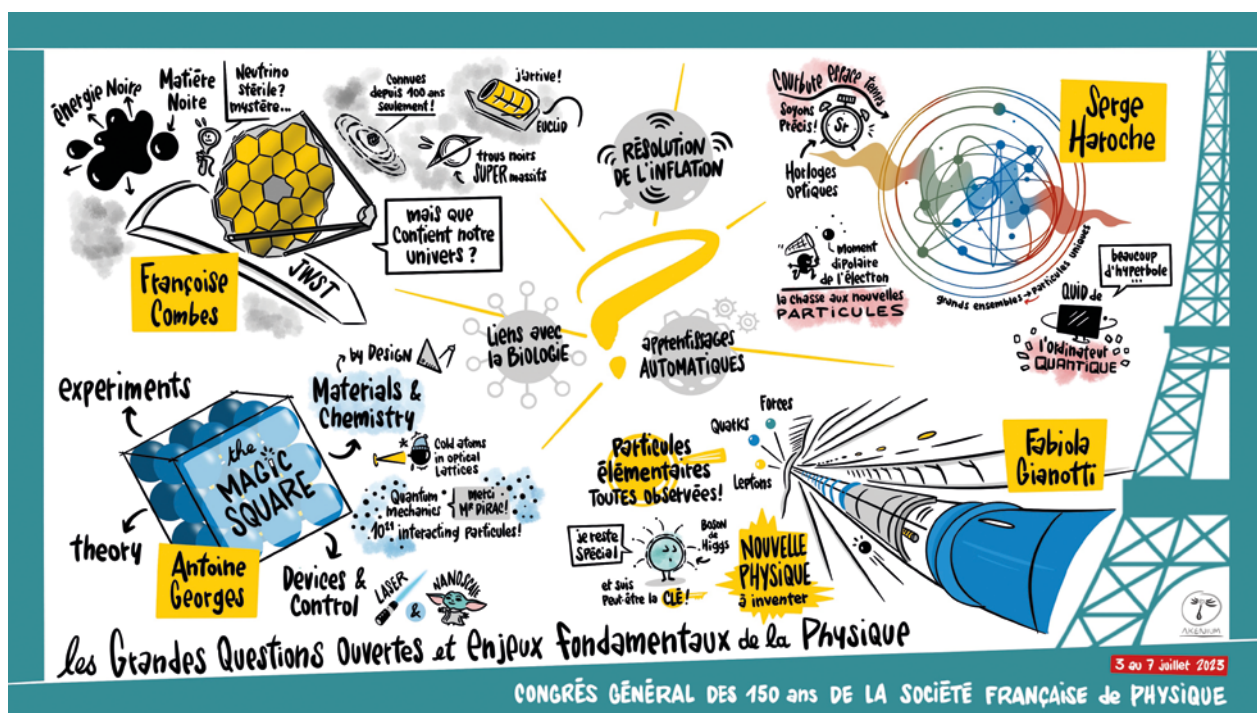 énergie Noire
Matière
Noire
Neutrino
Stérile?
mystère...
Connues
depuis 100 ans
seulement!
j'arrive!
EUCLID
trous noirs
SUPER massifs
mais que
Contient notre
univers ?
JWST
Françoise
Combes
RÉSOLUTION
DE L'INFLATION
Liens avec
la BIOLOGIE
apprentissages
AUTOMATIQUES
Courbure espace temps
Soyons
Précis!
Sr
Horloges
optiques
Serge
Haroche
moment
dipolaire
de l'électron
la chasse aux nouvelles
PARTICULES
grands ensembles → particules uniques
beaucoup
d'hyperbole
...
QUID de
l'ordinateur
QUANTIQUE
experiments
by DESIGN
Materials &
Chemistry
the
MAGIC
SQUARE
Cold atoms
in optical
lattices
Quantum
mechanics
merci
Mr DIRAC!
10²¹ interacting Particules!
theory
Antoine
Georges
Devices &
Control
LASER
&
NANOSCALE
Forces
Quarks
Leptons
Particules
élémentaires
TOUTES OBSERVÉES!
je reste
SPÉCIAL
Boson
de
Higgs
et suis
Peut-être la CLÉ!
NOUVELLE
PHYSIQUE
à inventer
Fabiola
Gianotti
les Grandes Questions Ouvertes et Enjeux Fondamentaux de la Physique
3 au 7 juillet 2023
CONGRÈS GÉNÉRAL DES 150 ans DE LA SOCIÉTÉ FRANÇAISE de PHYSIQUE